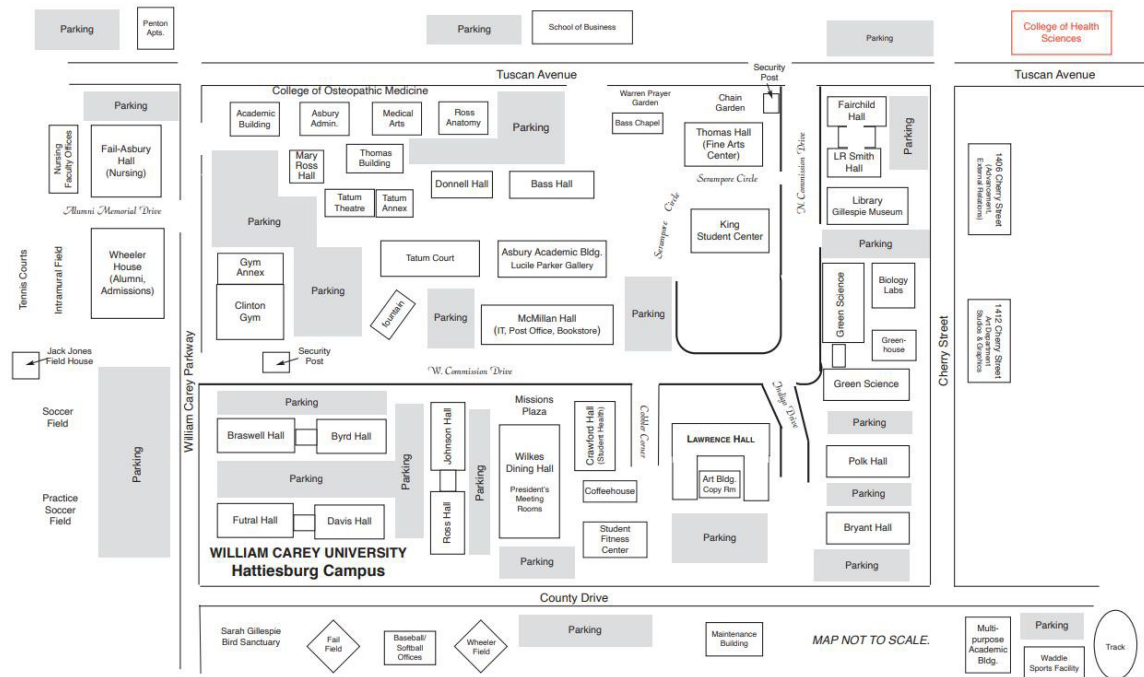 Parking
Penton
Apts.
Parking
School of Business
Parking
College of Health
Sciences
Tuscan Avenue
Tuscan Avenue
Security
Post
College of Osteopathic Medicine
Parking
Academic
Building
Asbury
Admin.
Medical
Arts
Ross
Anatomy
Parking
Warren Prayer
Garden
Bass Chapel
Chain
Garden
Thomas Hall
(Fine Arts
Center)
Fairchild
Hall
Parking
LR Smith
Hall
Nursing
Faculty Offices
Fail-Asbury
Hall
(Nursing)
Mary
Ross
Hall
Thomas
Building
Donnell Hall
Bass Hall
Serampore Circle
N. Commission Drive
1406 Cherry Street
(Advancement,
External Relations)
Alumni Memorial Drive
Tatum
Theatre
Tatum
Annex
Parking
Serampore Circle
King
Student Center
Library
Gillespie Museum
Parking
Tennis Courts
Intramural Field
Wheeler
House
(Alumni,
Admissions)
Gym
Annex
Clinton
Gym
Parking
Tatum Court
Asbury Academic Bldg.
Lucile Parker Gallery
fountain
Parking
McMillan Hall
(IT, Post Office, Bookstore)
Parking
Green Science
Biology
Labs
Green-
house
1412 Cherry Street
Art Department
Studios & Graphics
Jack Jones
Field House
Security
Post
W. Commission Drive
William Carey Parkway
Cherry Street
Indigo Drive
Green Science
Soccer
Field
Parking
Practice
Soccer
Field
Parking
Braswell Hall
Byrd Hall
Parking
Parking
Futral Hall
Davis Hall
Johnson Hall
Ross Hall
Parking
Missions
Plaza
Wilkes
Dining Hall
President's
Meeting
Rooms
Parking
Crawford Hall
(Student Health)
Cobbler Corner
Coffeehouse
Student
Fitness
Center
LAWRENCE HALL
Art Bldg.
Copy Rm
Parking
Parking
Polk Hall
Parking
Bryant Hall
Parking
WILLIAM CAREY UNIVERSITY
Hattiesburg Campus
County Drive
Sarah Gillespie
Bird Sanctuary
Fail
Field
Baseball/
Softball
Offices
Wheeler
Field
Parking
Maintenance
Building
MAP NOT TO SCALE.
Multi-
purpose
Academic
Bldg.
Parking
Waddle
Sports Facility
Track